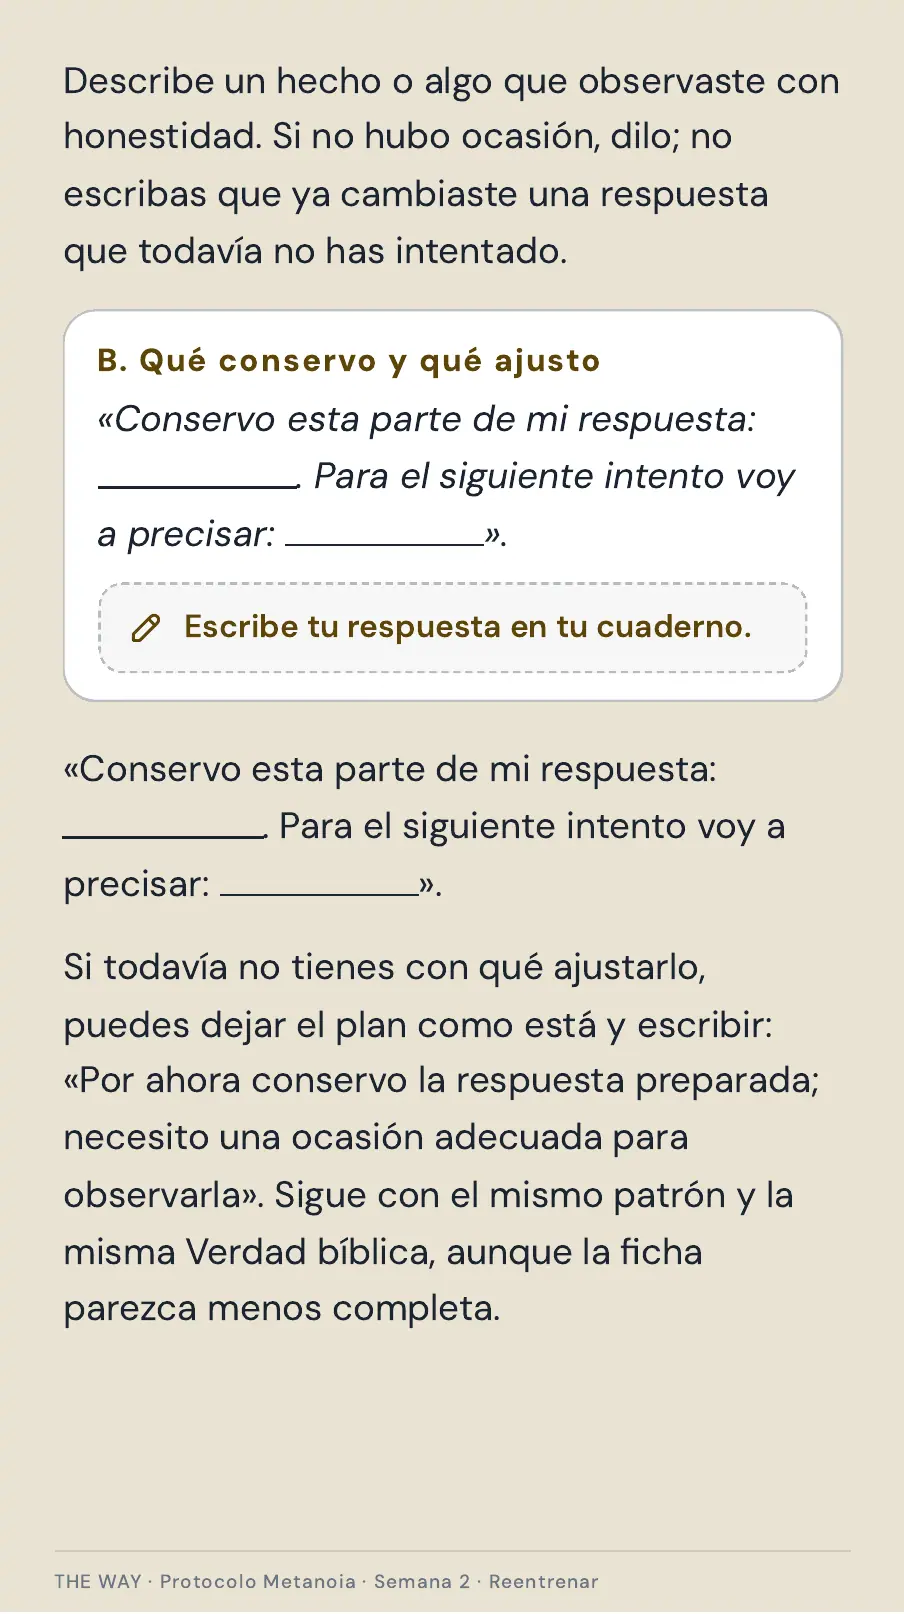 Describe un hecho o algo que observaste con
honestidad. Si no hubo ocasión, dilo; no
escribas que ya cambiaste una respuesta
que todavía no has intentado.
B. Qué conservo y qué ajusto
«Conservo esta parte de mi respuesta:
__________. Para el siguiente intento voy
a precisar: __________».
Escribe tu respuesta en tu cuaderno.
«Conservo esta parte de mi respuesta:
__________. Para el siguiente intento voy a
precisar: __________».
Si todavía no tienes con qué ajustarlo,
puedes dejar el plan como está y escribir:
«Por ahora conservo la respuesta preparada;
necesito una ocasión adecuada para
observarla». Sigue con el mismo patrón y la
misma Verdad bíblica, aunque la ficha
parezca menos completa.
THE WAY · Protocolo Metanoia · Semana 2 · Reentrenar